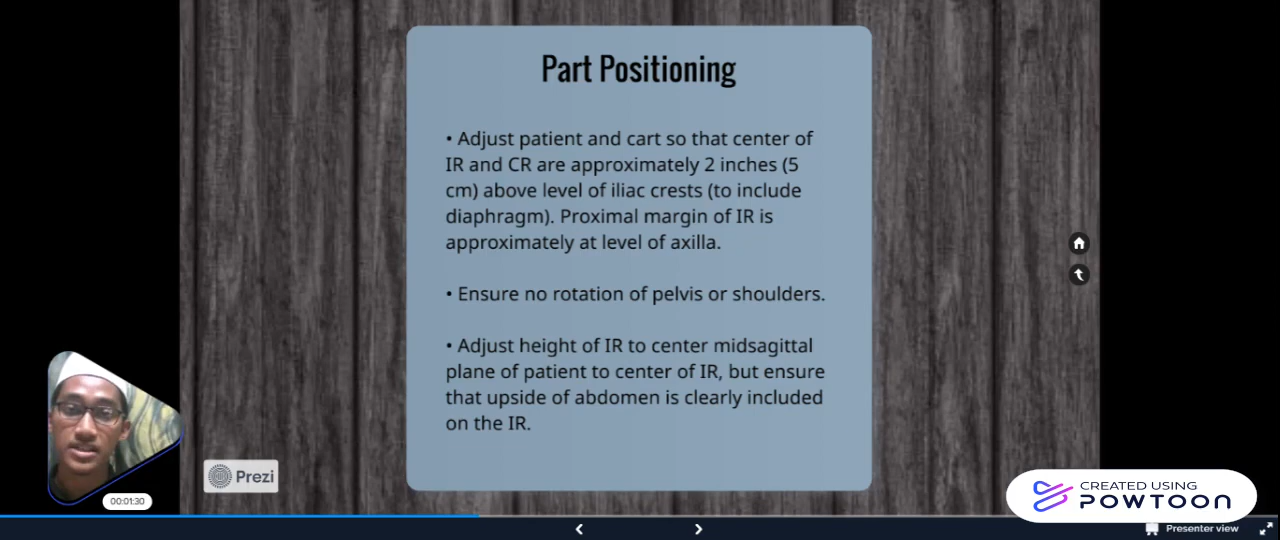 Part Positioning
• Adjust patient and cart so that center of
IR and CR are approximately 2 inches (5
cm) above level of iliac crests (to include
diaphragm). Proximal margin of IR is
approximately at level of axilla.
• Ensure no rotation of pelvis or shoulders.
• Adjust height of IR to center midsagittal
plane of patient to center of IR, but ensure
that upside of abdomen is clearly included
on the IR.
Prezi
00:01:30
CREATED USING
POWTOON
Presenter view